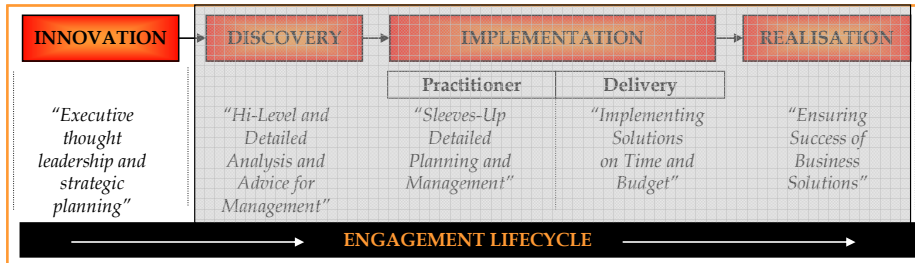 INNOVATION
DISCOVERY
IMPLEMENTATION
REALISATION
Practitioner
Delivery
“Executive
thought
leadership and
strategic
planning”
“Hi-Level and
Detailed
Analysis and
Advice for
Management”
“Sleeves-Up
Detailed
Planning and
Management”
“Implementing
Solutions
on Time and
Budget”
“Ensuring
Success of
Business
Solutions”
ENGAGEMENT LIFECYCLE